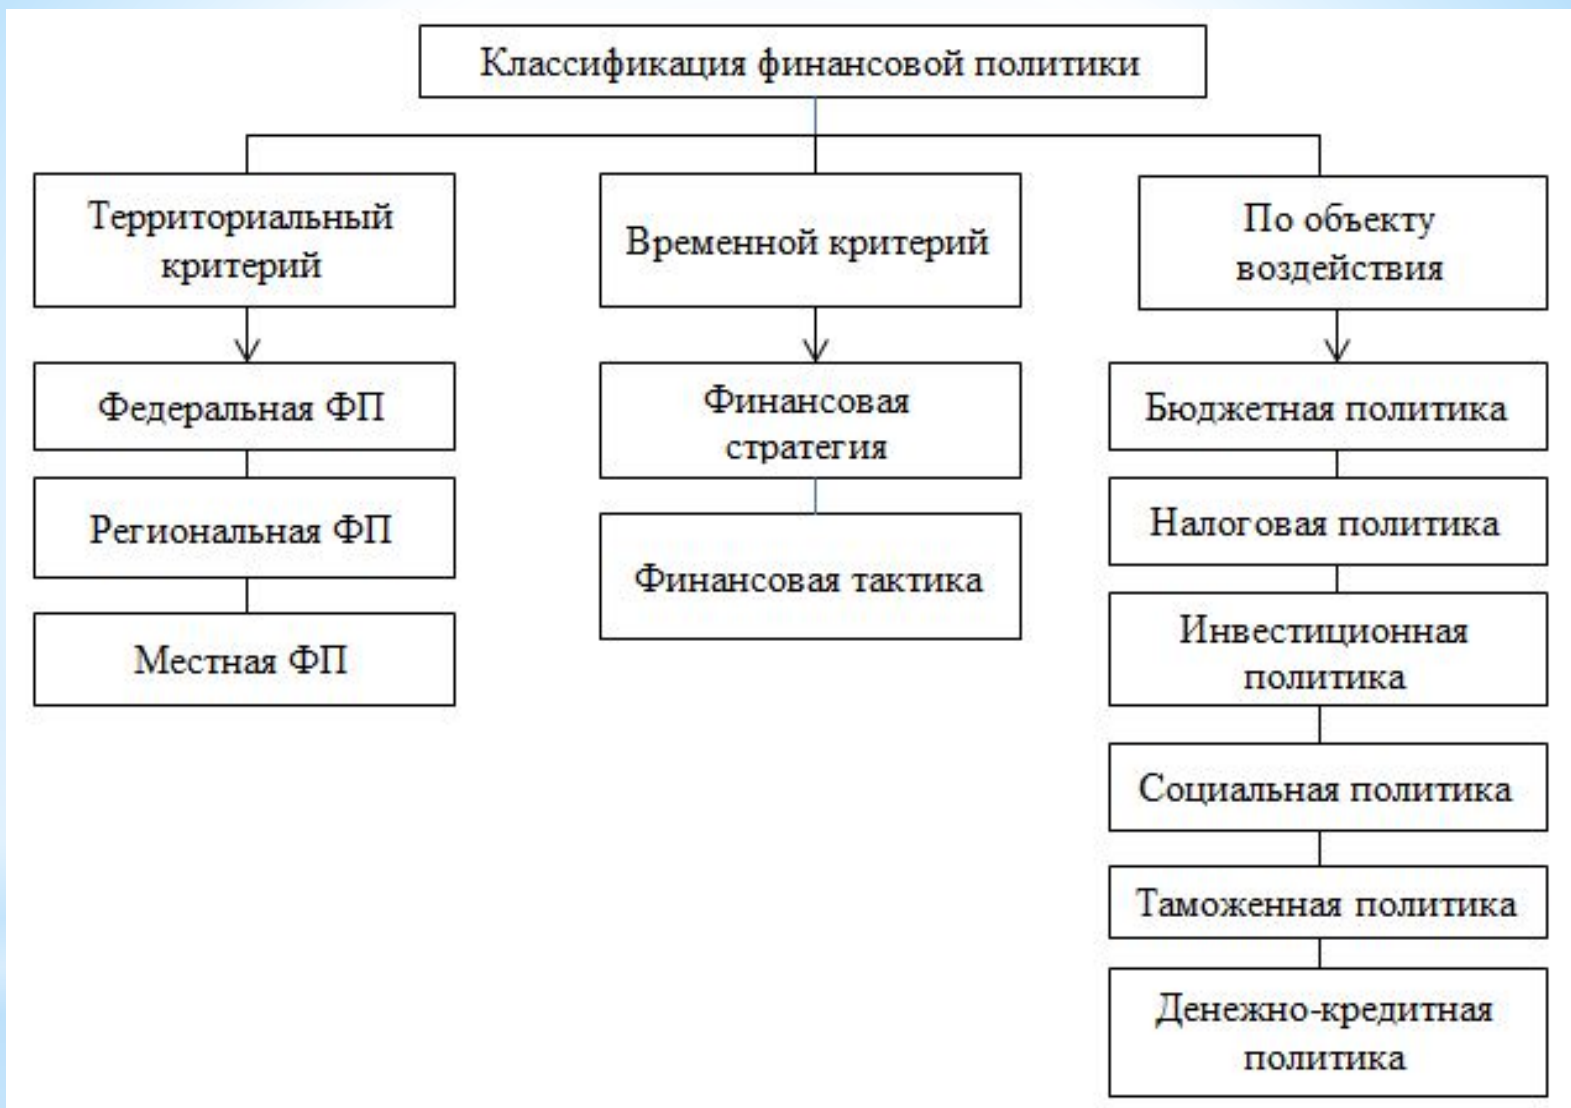 Классификация финансовой политики
Территориальный
критерий
Федеральная ФП
Региональная ФП
Местная ФП
Временной критерий
Финансовая
стратегия
Финансовая тактика
По объекту
воздействия
Бюджетная политика
Налоговая политика
Инвестиционная
политика
Социальная политика
Таможенная политика
Денежно-кредитная
политика